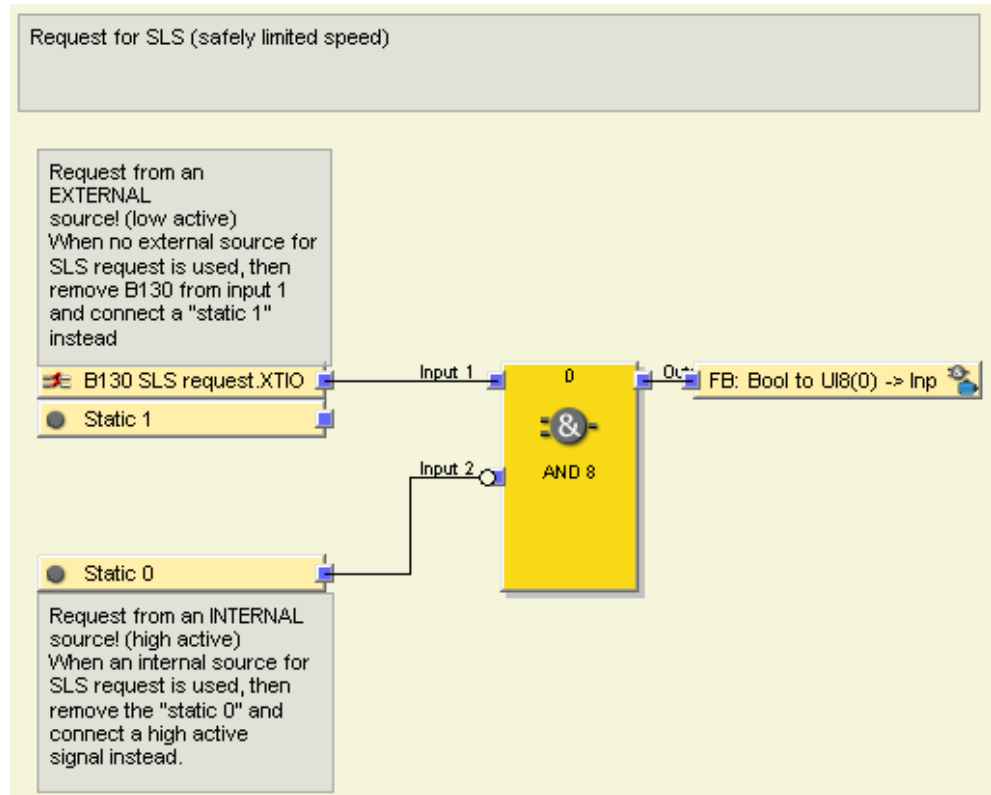 Request for SLS (safely limited speed)
Request from an
EXTERNAL
source! (low active)
When no external source for
SLS request is used, then
remove B130 from input 1
and connect a "static 1"
instead
B130 SLS request.XTIO
Input 1
0
Out
FB: Bool to UI8(0) -> Inp
Static 1
&
Input 2
AND 8
Static 0
Request from an INTERNAL
source! (high active)
When an internal source for
SLS request is used, then
remove the "static 0" and
connect a high active
signal instead.